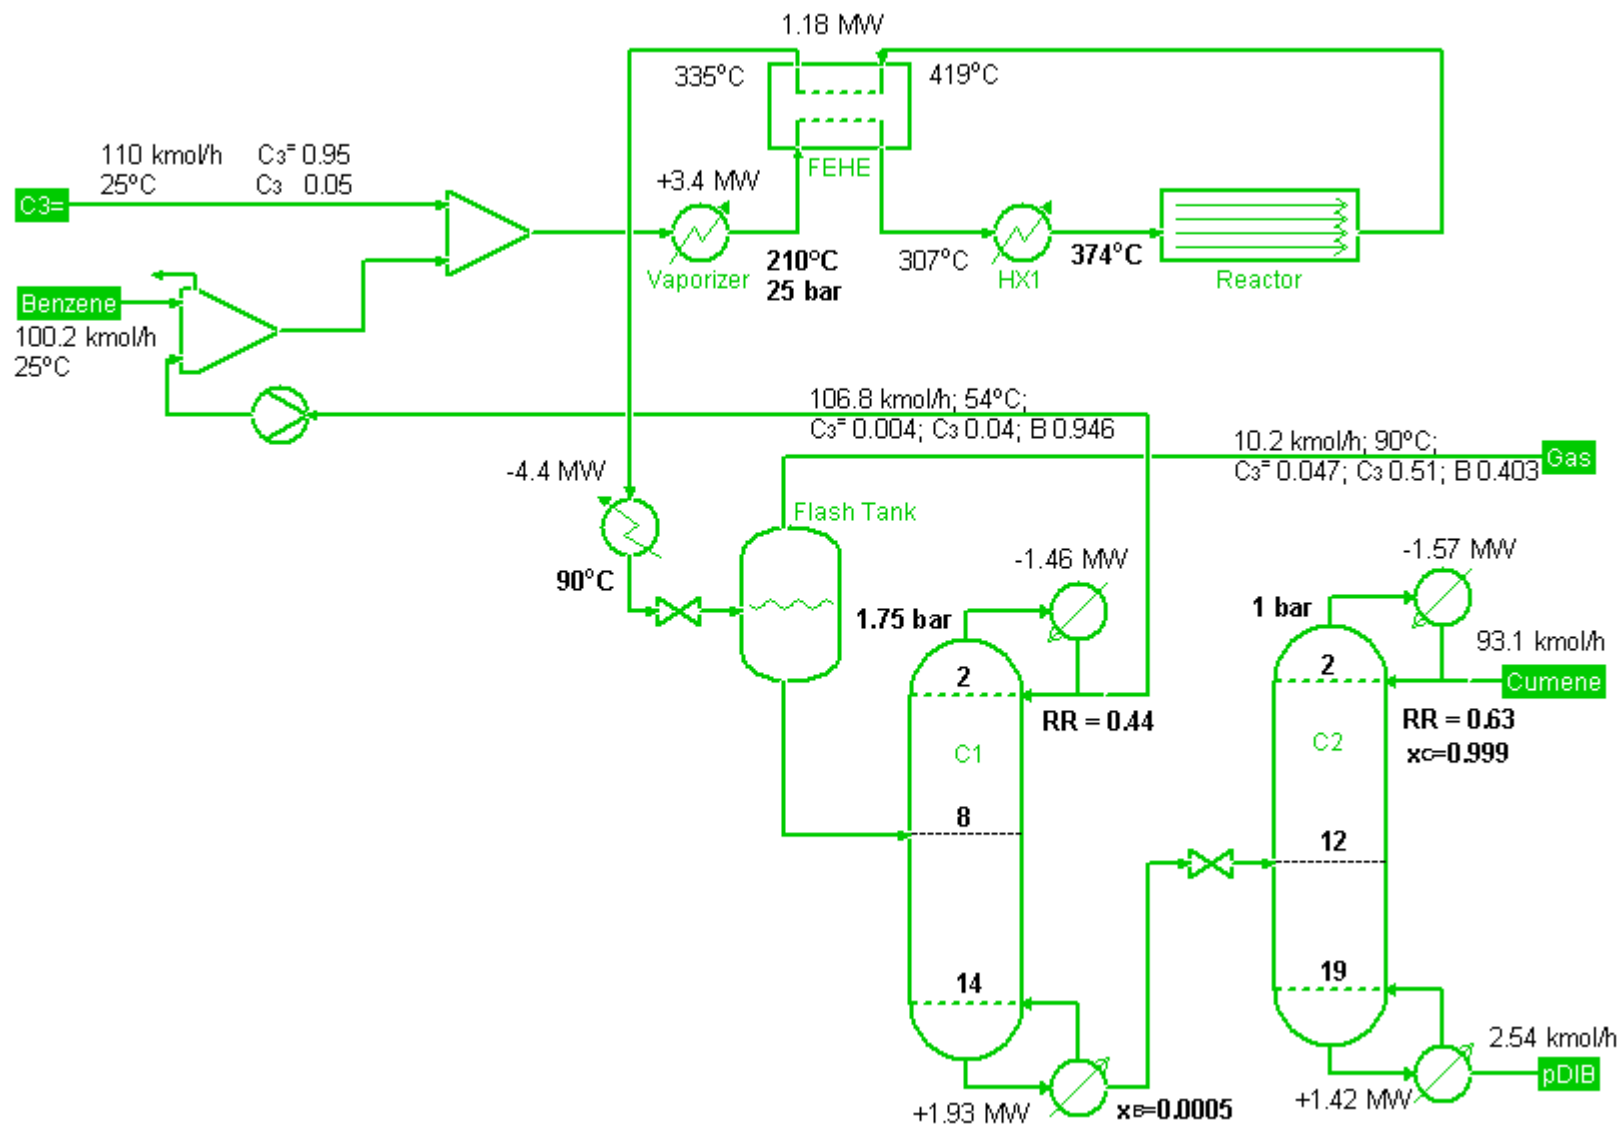 1.18 MW
335°C
419°C
FEHE
110 kmol/h C3= 0.95
25°C C3 0.05
C3=
+3.4 MW
Vaporizer
210°C
25 bar
307°C
HX1
374°C
Reactor
Benzene
100.2 kmol/h
25°C
106.8 kmol/h; 54°C;
C3= 0.004; C3 0.04; B 0.946
10.2 kmol/h; 90°C;
C3= 0.047; C3 0.51; B 0.403
Gas
-4.4 MW
Flash Tank
90°C
-1.46 MW
1.75 bar
2
RR = 0.44
C1
8
14
+1.93 MW
xB=0.0005
-1.57 MW
1 bar
93.1 kmol/h
Cumene
2
RR = 0.63
xC=0.999
C2
12
19
2.54 kmol/h
pDIB
+1.42 MW